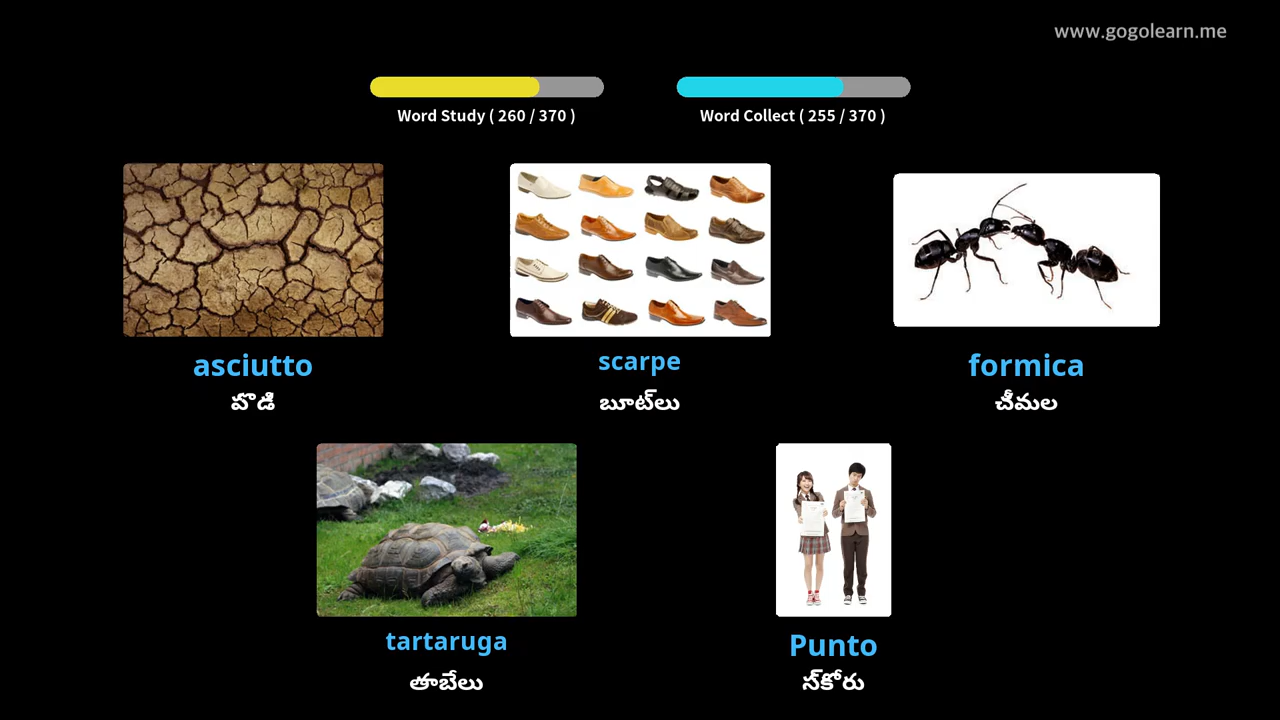 www.gogolearn.me
Word Study ( 260 / 370 )
Word Collect ( 255 / 370 )
asciutto
పొడి
scarpe
బూట్‌లు
formica
చీమల
tartaruga
తాబేలు
Punto
స్కోరు